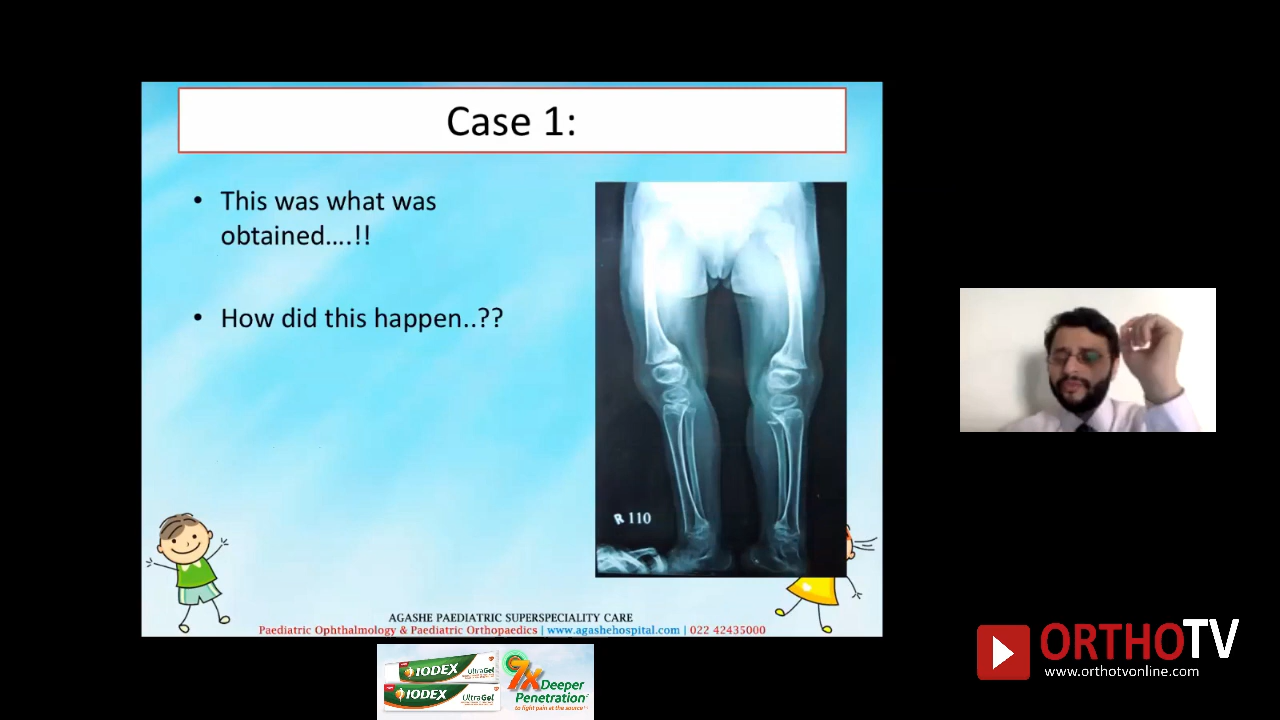 Case 1:
• This was what was
obtained....!!
• How did this happen..??
R 110
AGASHE PAEDIATRIC SUPERSPECIALITY CARE
Paediatric Ophthalmology & Paediatric Orthopaedics | www.agashehospital.com | 022 42435000
IODEX UltraGel
IODEX UltraGel
7X
Deeper
Penetration
to fight pain at the source
ORTHOTV
www.orthotvonline.com